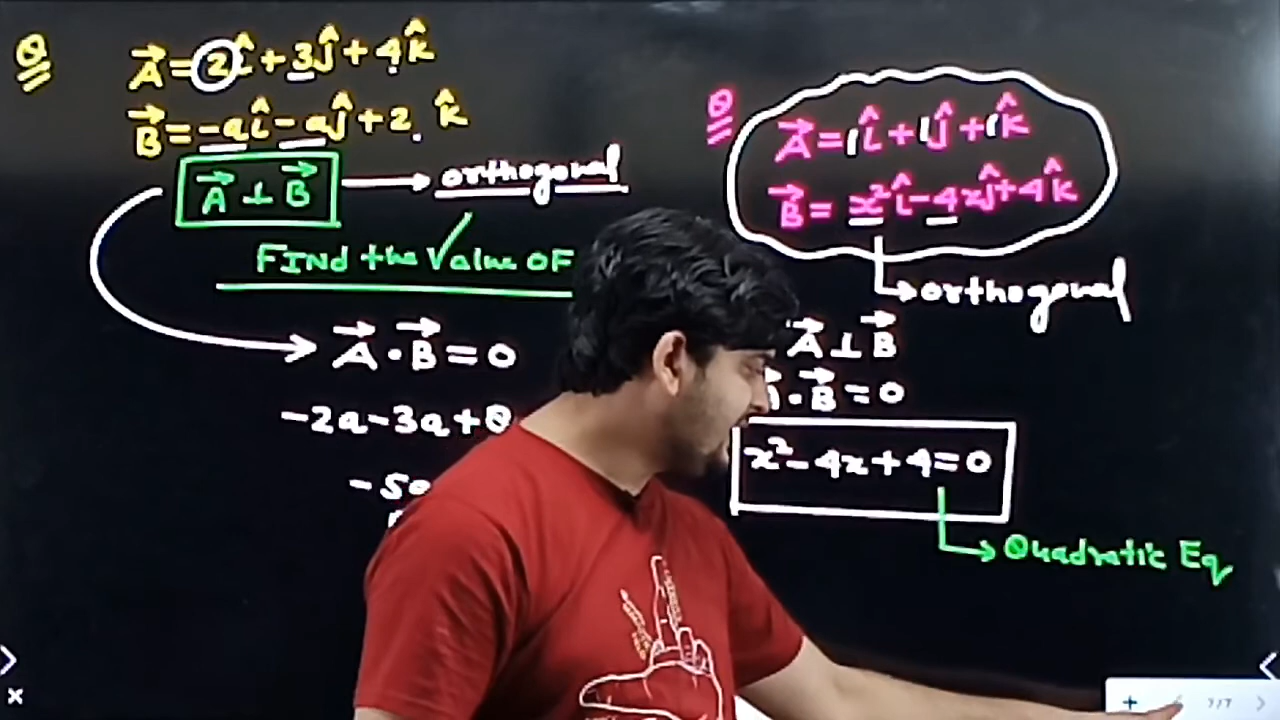 Q
A⃗ = 2î + 3ĵ + 4k̂
B⃗ = -aî - aĵ + 2 k̂
A⃗ ⊥ B⃗ → orthogonal
FINd the Value OF
A⃗ · B⃗ = 0
-2a - 3a + 8
-5a
Q
A⃗ = 1î + 1ĵ + 1k̂
B⃗ = x²î - 4xĵ + 4k̂
orthogonal
A⃗ ⊥ B⃗
A⃗ · B⃗ = 0
x² - 4x + 4 = 0
Quadratic Eq